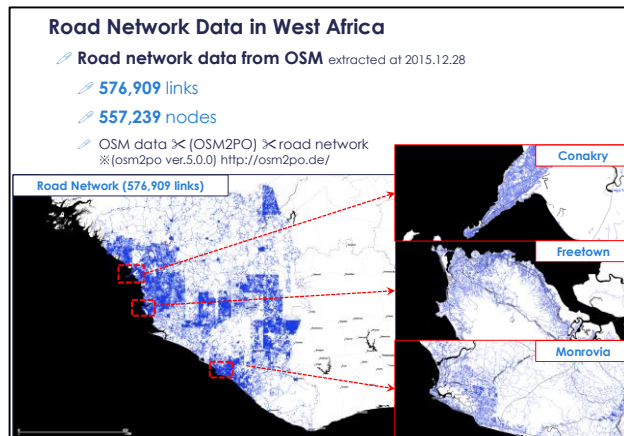 Road Network Data in West Africa
Road network data from OSM extracted at 2015.12.28
576,909 links
557,239 nodes
OSM data ✂ (OSM2PO) ✂ road network
※(osm2po ver.5.0.0) http://osm2po.de/
Road Network (576,909 links)
Conakry
Freetown
Monrovia